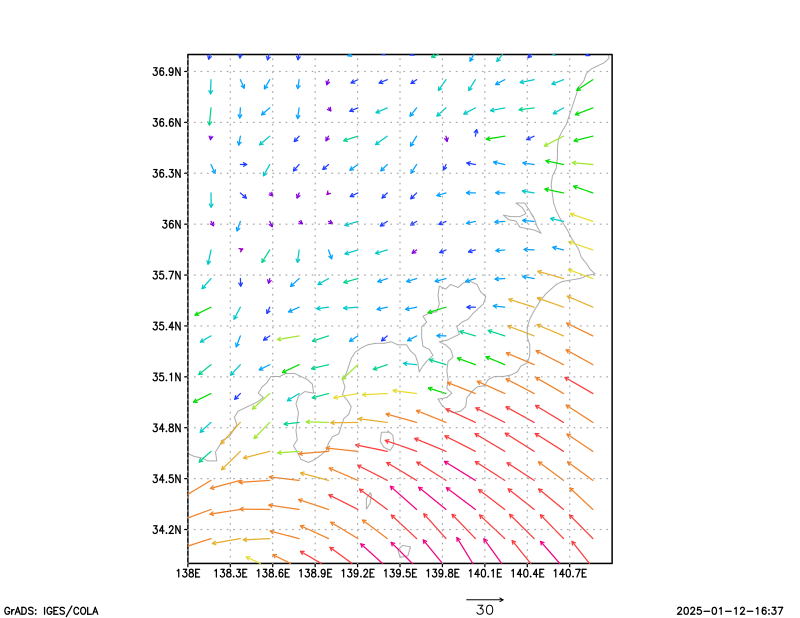 36.9N
36.6N
36.3N
36N
35.7N
35.4N
35.1N
34.8N
34.5N
34.2N
138E 138.3E 138.6E 138.9E 139.2E 139.5E 139.8E 140.1E 140.4E 140.7E
30
GrADS: IGES/COLA 2025-01-12-16:37